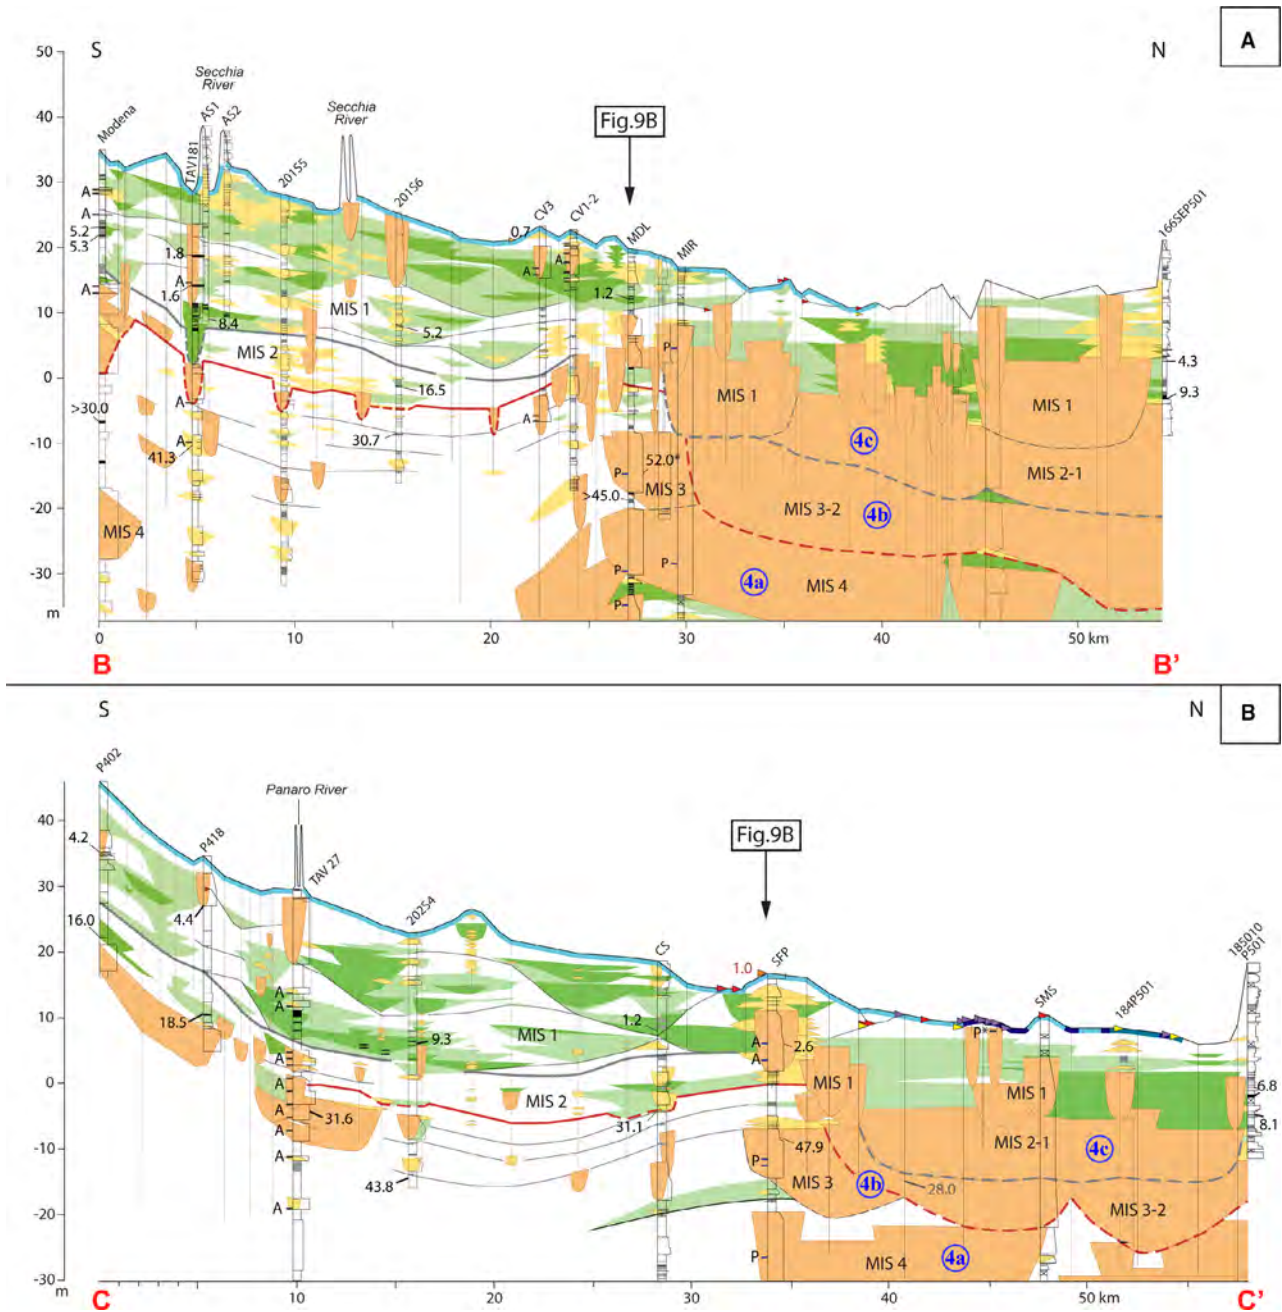 A
S
N
50
40
30
20
10
0
-10
-20
-30
m
Modena
Secchia
River
TAV181
AS1
AS2
20155
Secchia
River
20156
CV3
CV1-2
Fig.9B
MDL
MIR
166SEP501
A
A
5.2
5.3
A
1.8
A
1.6
8.4
MIS 1
5.2
0.7
A
A
1.2
P
MIS 1
MIS 1
4.3
9.3
MIS 2
16.5
>30.0
A
A
41.3
30.7
A
4c
MIS 2-1
P
52.0*
MIS 3
>45.0
MIS 3-2
4b
MIS 4
P
P
P
4a
MIS 4
0
10
20
30
40
50 km
B
B'
S
N
B
40
30
20
10
0
-10
-20
-30
m
P402
P418
Panaro River
TAV 27
20254
CS
Fig.9B
SFP
SMS
184P501
185010
P501
4.2
16.0
4.4
18.5
A
A
A
A
A
A
A
A
31.6
9.3
MIS 1
MIS 2
43.8
1.2
31.1
1.0
A
A
2.6
MIS 1
P
MIS 1
6.8
8.1
MIS 2-1
4c
47.9
P
MIS 3
4b
28.0
MIS 3-2
P
MIS 4
4a
10
20
30
40
50 km
C
C'